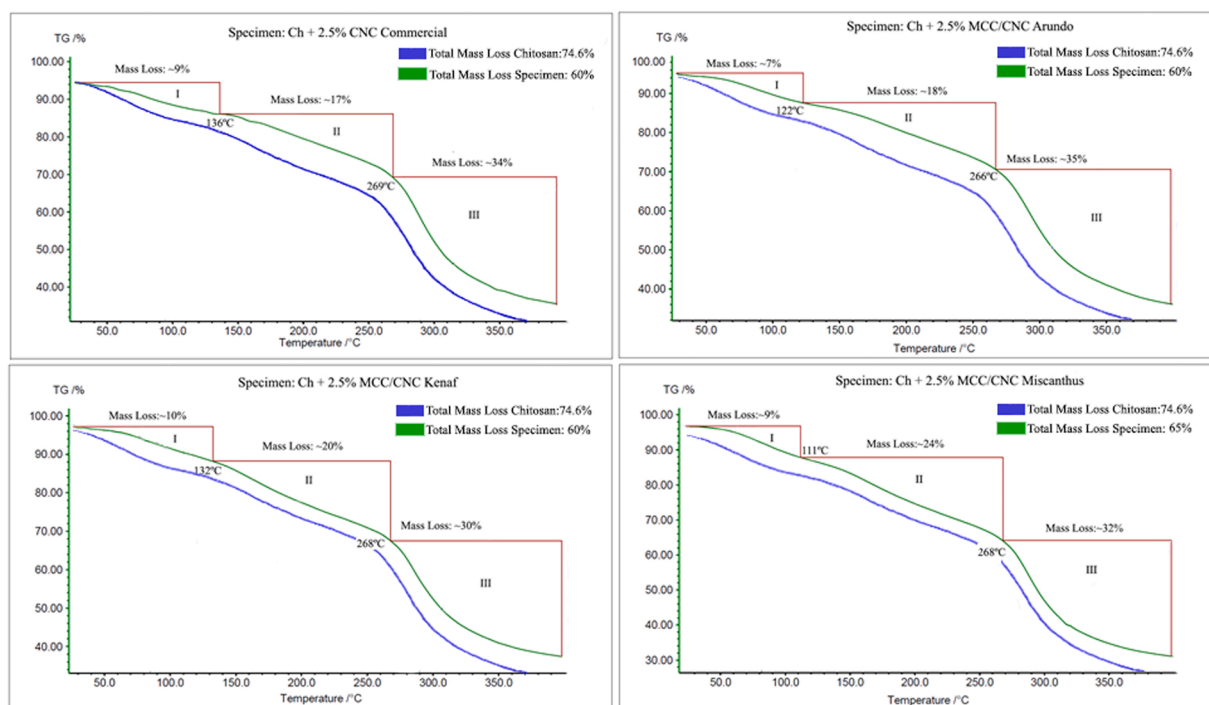 Specimen: Ch + 2.5% CNC Commercial
TG /%
Total Mass Loss Chitosan:74.6%
Total Mass Loss Specimen: 60%
100.00
90.00
80.00
70.00
60.00
50.00
40.00
Mass Loss: ~9%
I
136ºC
Mass Loss: ~17%
II
269ºC
Mass Loss: ~34%
III
50.0 100.0 150.0 200.0 250.0 300.0 350.0
Temperature /°C
Specimen: Ch + 2.5% MCC/CNC Arundo
TG /%
Total Mass Loss Chitosan:74.6%
Total Mass Loss Specimen: 60%
100.00
90.00
80.00
70.00
60.00
50.00
40.00
Mass Loss: ~7%
I
122ºC
Mass Loss: ~18%
II
266ºC
Mass Loss: ~35%
III
50.0 100.0 150.0 200.0 250.0 300.0 350.0
Temperature /°C
Specimen: Ch + 2.5% MCC/CNC Kenaf
TG /%
Total Mass Loss Chitosan:74.6%
Total Mass Loss Specimen: 60%
100.00
90.00
80.00
70.00
60.00
50.00
40.00
Mass Loss:~10%
I
132ºC
Mass Loss: ~20%
II
268ºC
Mass Loss: ~30%
III
50.0 100.0 150.0 200.0 250.0 300.0 350.0
Temperature /°C
Specimen: Ch + 2.5% MCC/CNC Miscanthus
TG /%
Total Mass Loss Chitosan:74.6%
Total Mass Loss Specimen: 65%
100.00
90.00
80.00
70.00
60.00
50.00
40.00
30.00
Mass Loss: ~9%
I
111ºC
Mass Loss:~24%
II
268ºC
Mass Loss:~32%
III
50.0 100.0 150.0 200.0 250.0 300.0 350.0
Temperature /°C